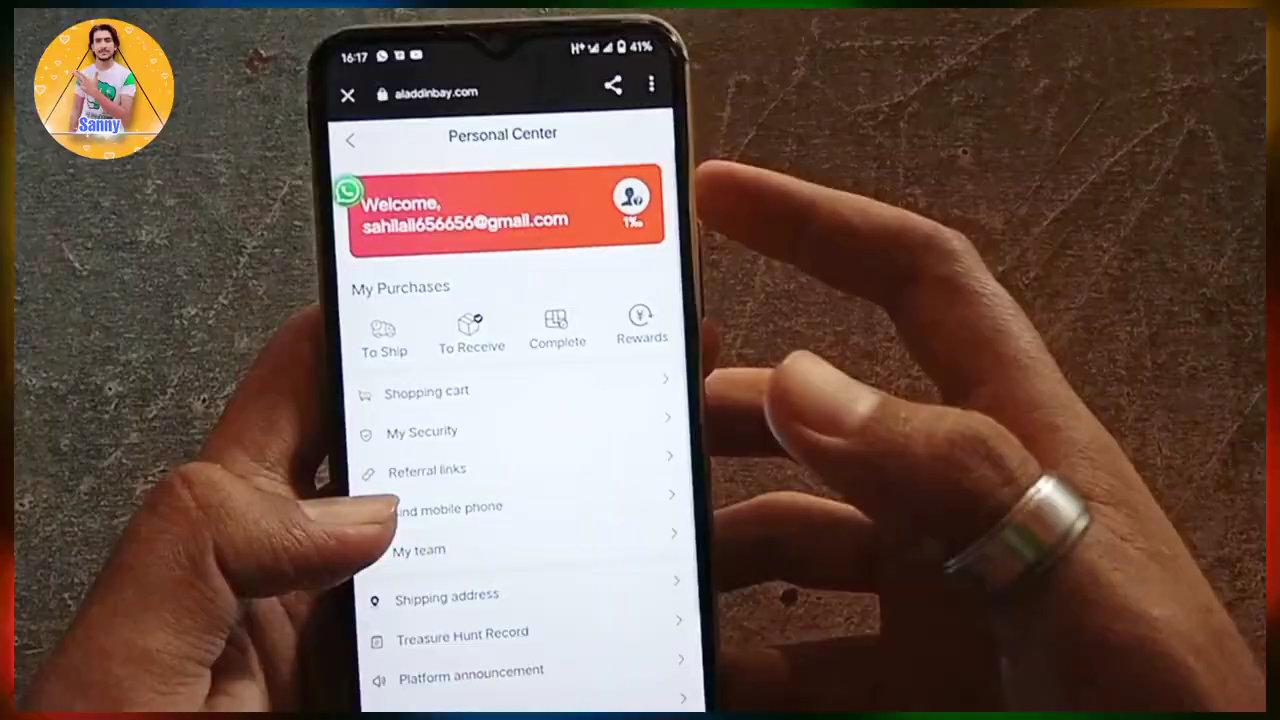 Sanny
16:17
H+ 41%
aladdinbay.com
Personal Center
Welcome,
sahilali656656@gmail.com
1‰
My Purchases
To Ship To Receive Complete Rewards
Shopping cart
My Security
Referral links
ind mobile phone
My team
Shipping address
Treasure Hunt Record
Platform announcement